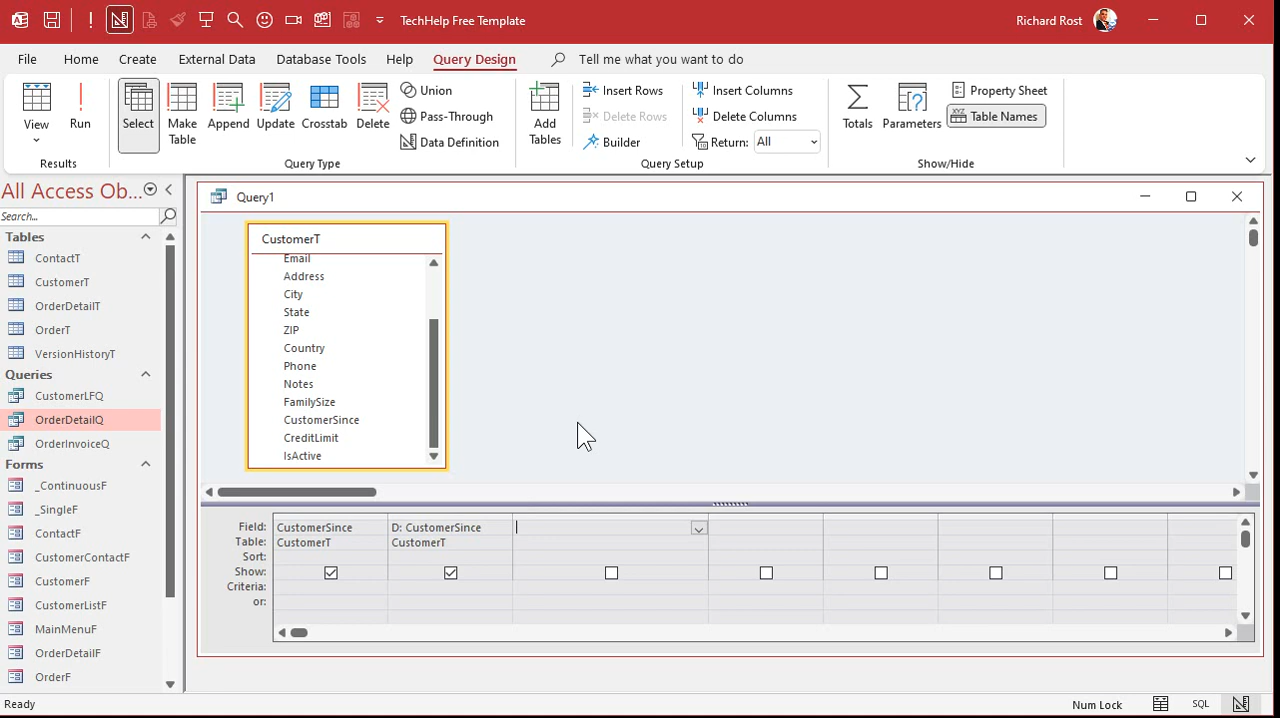 TechHelp Free Template
Richard Rost
File Home Create External Data Database Tools Help Query Design Tell me what you want to do
View
Run
Select
Make Table
Append
Update
Crosstab
Delete
Union
Pass-Through
Data Definition
Add Tables
Insert Rows
Delete Rows
Builder
Insert Columns
Delete Columns
Return: All
Totals
Parameters
Property Sheet
XYZ Table Names
Results Query Type Query Setup Show/Hide
All Access Ob...
Search...
Tables
ContactT
CustomerT
OrderDetailT
OrderT
VersionHistoryT
Queries
CustomerLFQ
OrderDetailQ
OrderInvoiceQ
Forms
_ContinuousF
_SingleF
ContactF
CustomerContactF
CustomerF
CustomerListF
MainMenuF
OrderDetailF
OrderF
Query1
CustomerT
Email
Address
City
State
ZIP
Country
Phone
Notes
FamilySize
CustomerSince
CreditLimit
IsActive
Field: CustomerSince D: CustomerSince
Table: CustomerT CustomerT
Sort:
Show:
Criteria:
or:
Ready
Num Lock
SQL